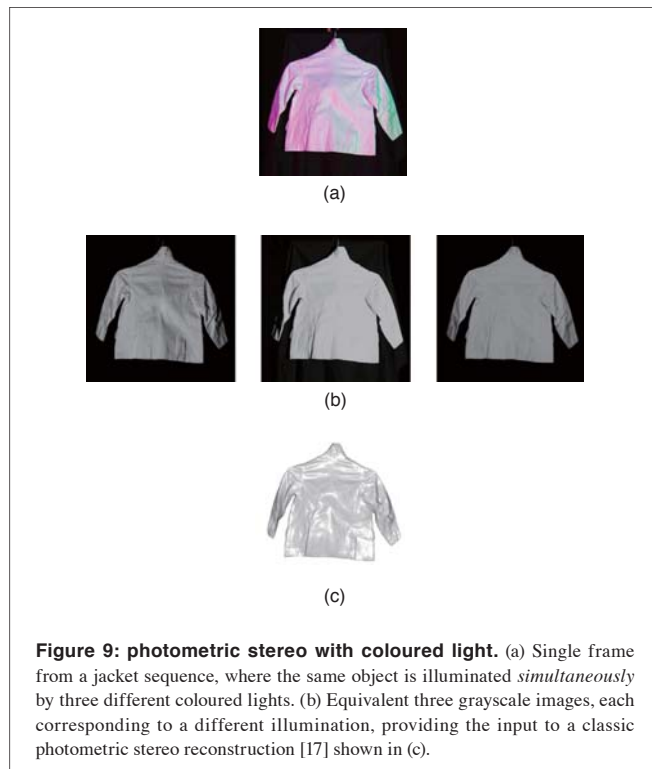 (a)
(b)
(c)
Figure 9: photometric stereo with coloured light. (a) Single frame
from a jacket sequence, where the same object is illuminated simultaneously
by three different coloured lights. (b) Equivalent three grayscale images, each
corresponding to a different illumination, providing the input to a classic
photometric stereo reconstruction [17] shown in (c).